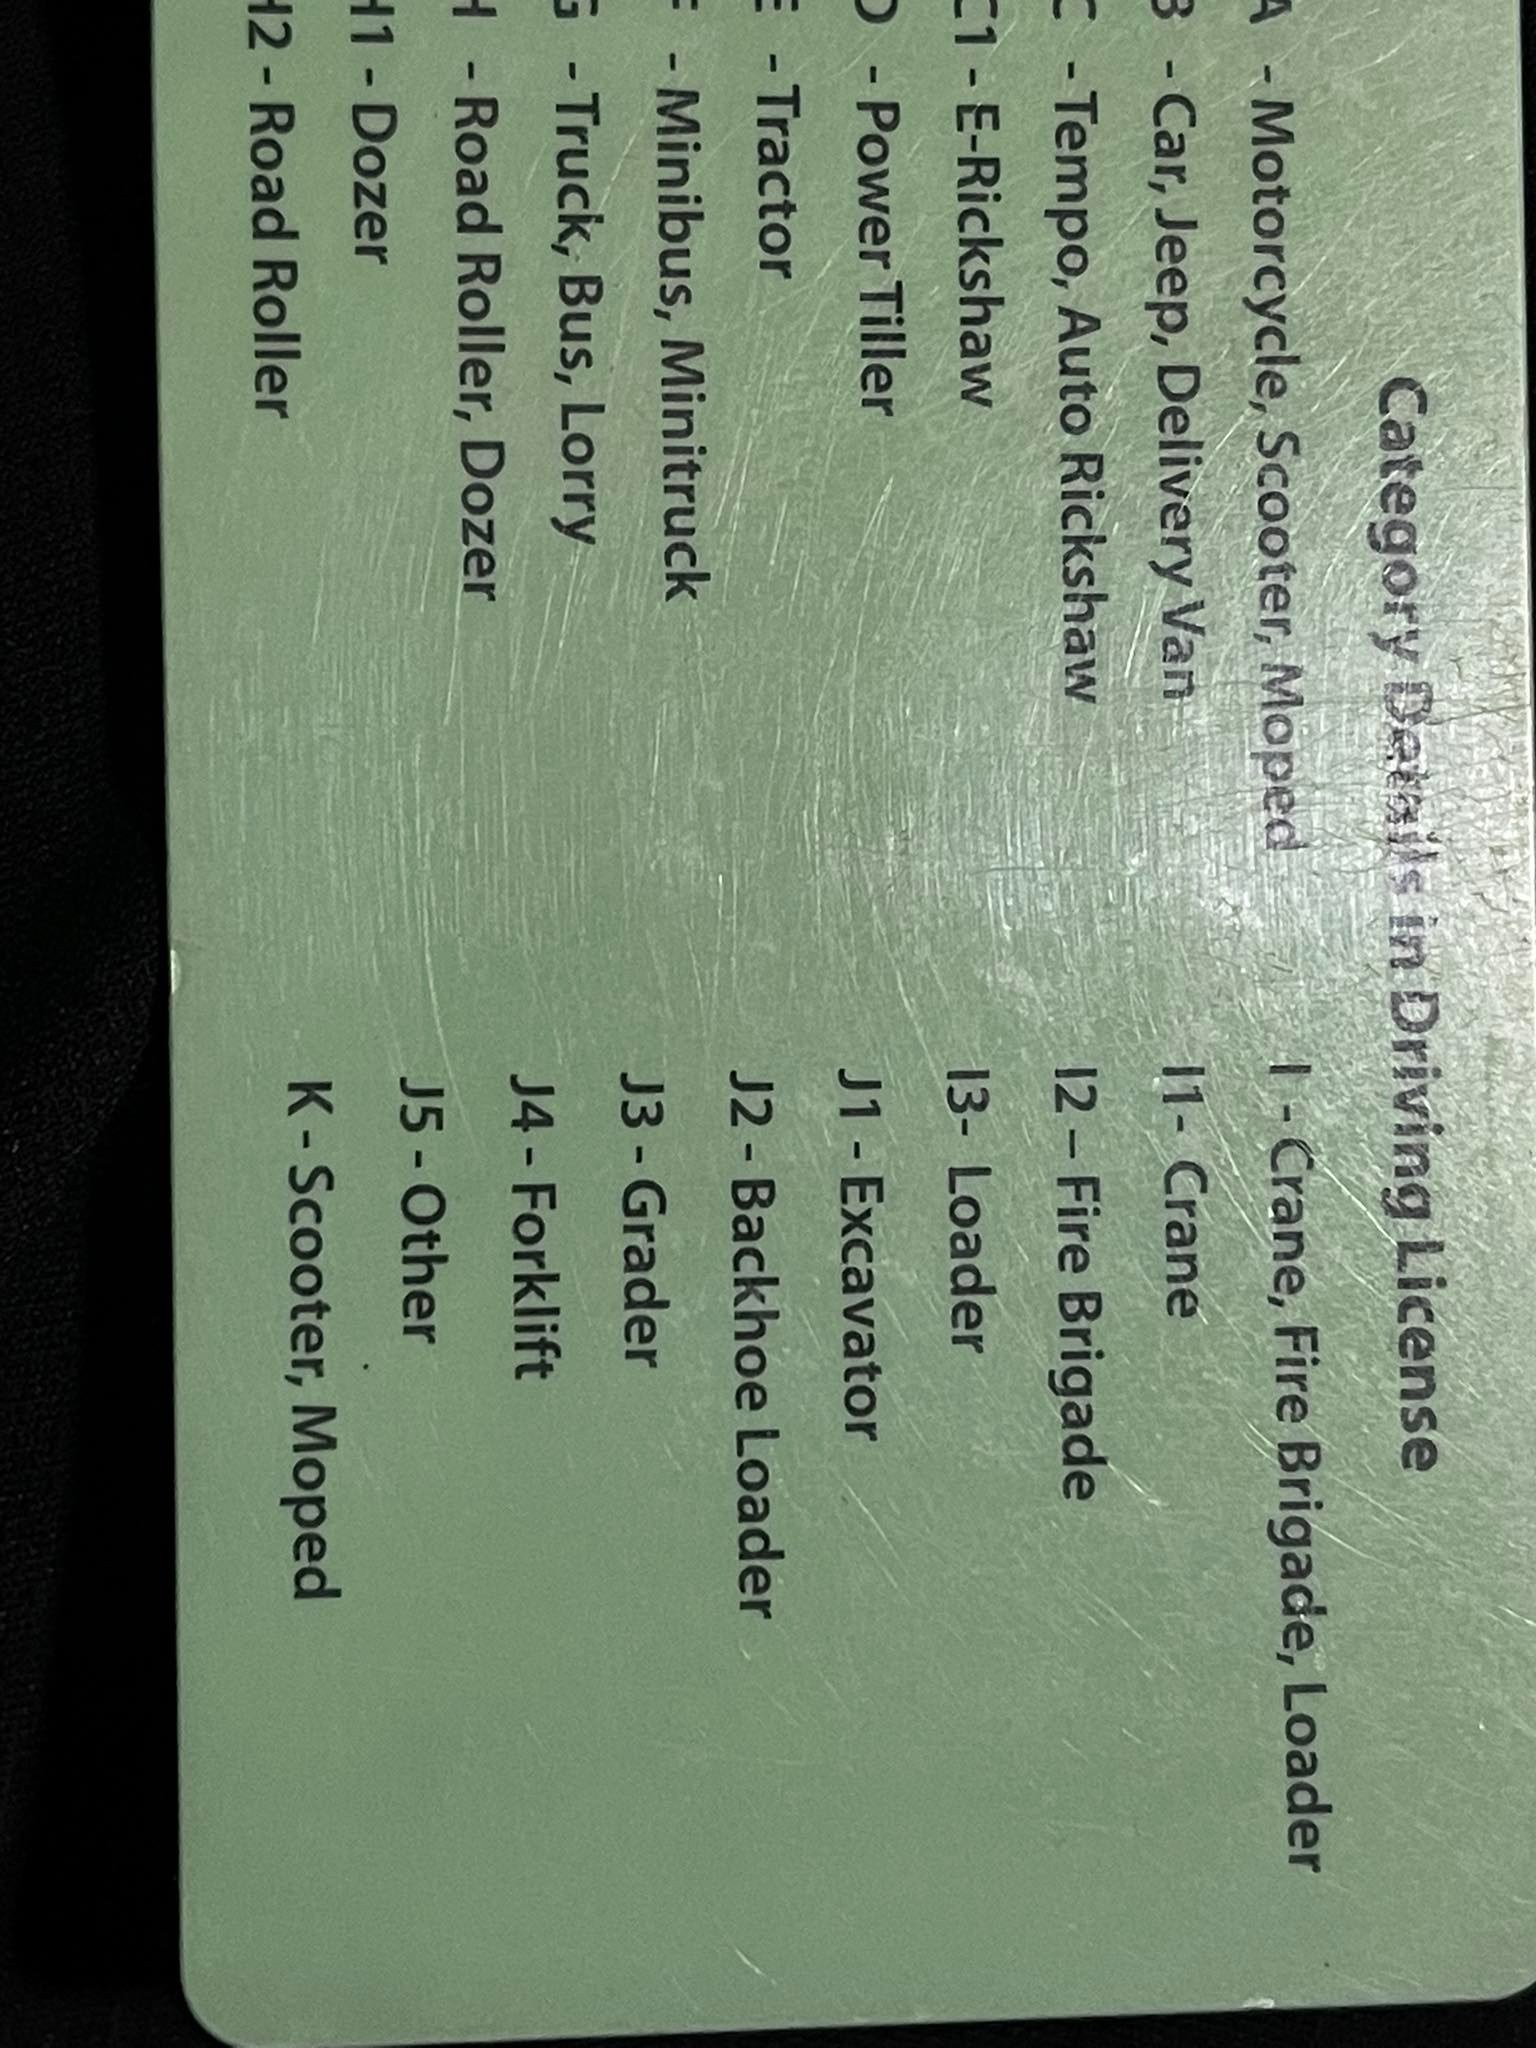 Category Details in Driving License
A - Motorcycle, Scooter, Moped
B - Car, Jeep, Delivery Van
C - Tempo, Auto Rickshaw
C1 - E-Rickshaw
D - Power Tiller
E - Tractor
F - Minibus, Minitruck
G - Truck, Bus, Lorry
H - Road Roller, Dozer
H1 - Dozer
H2 - Road Roller
I - Crane, Fire Brigade, Loader
I1- Crane
I2 – Fire Brigade
I3- Loader
J1 - Excavator
J2 - Backhoe Loader
J3 - Grader
J4 - Forklift
J5 - Other
K - Scooter, Moped